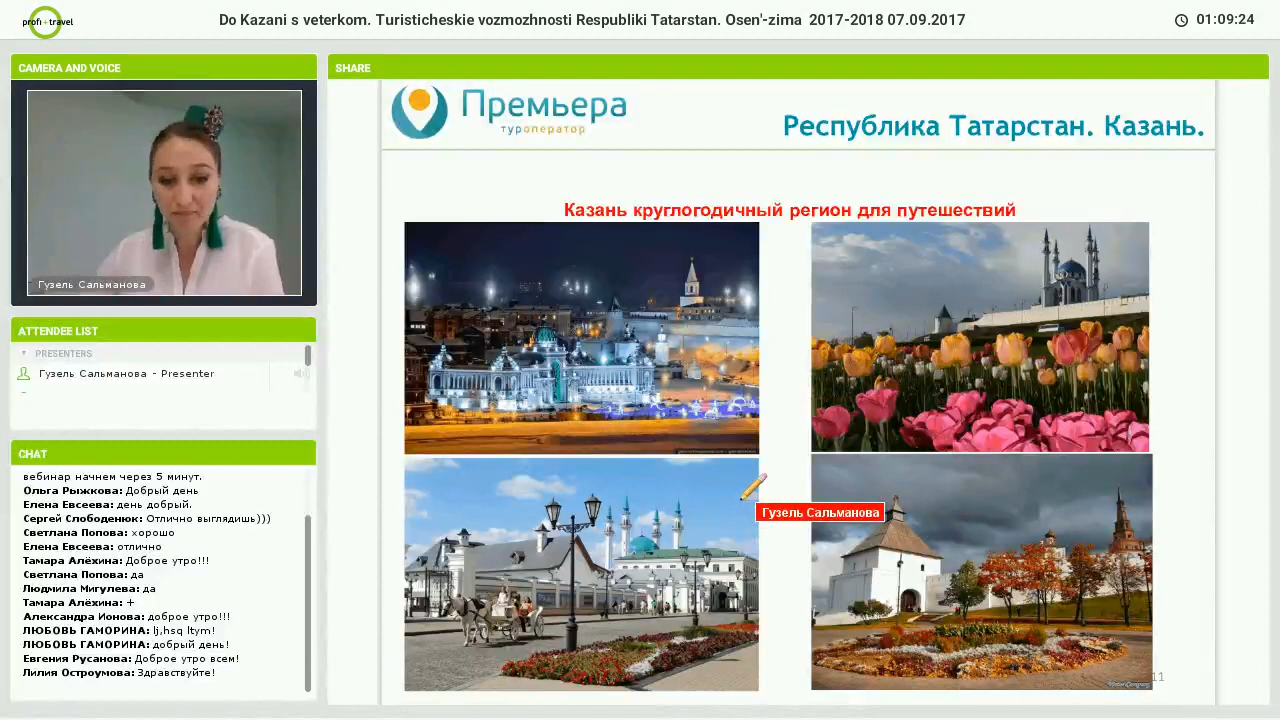 profi+travel
Do Kazani s veterkom. Turisticheskie vozmozhnosti Respubliki Tatarstan. Osen'-zima 2017-2018 07.09.2017
01:09:24
CAMERA AND VOICE
Гузель Сальманова
ATTENDEE LIST
PRESENTERS
Гузель Сальманова - Presenter
CHAT
вебинар начнем через 5 минут.
Ольга Рыжкова: Добрый день
Елена Евсеева: день добрый.
Сергей Слободенюк: Отлично выглядишь)))
Светлана Попова: хорошо
Елена Евсеева: отлично
Тамара Алёхина: Доброе утро!!!
Светлана Попова: да
Людмила Мигулева: да
Тамара Алёхина: +
Александра Ионова: доброе утро!!!
ЛЮБОВЬ ГАМОРИНА: lj,hsq ltym!
ЛЮБОВЬ ГАМОРИНА: добрый день!
Евгения Русанова: Доброе утро всем!
Лилия Остроумова: Здравствуйте!
SHARE
Премьера
туроператор
Республика Татарстан. Казань.
Казань круглогодичный регион для путешествий
Гузель Сальманова
11